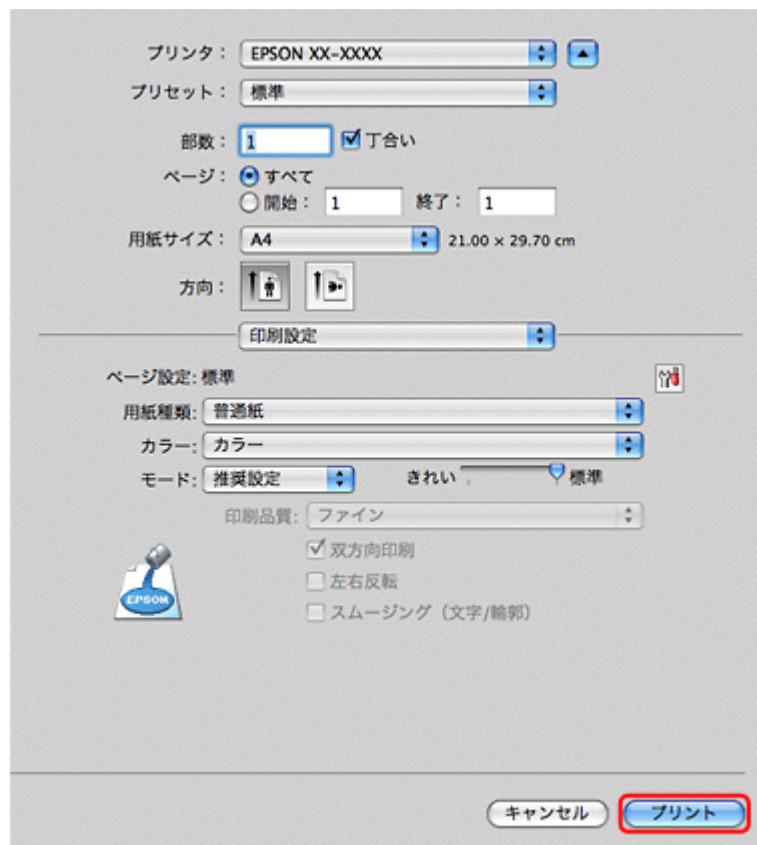 プリンタ： EPSON XX-XXXX
プリセット： 標準
部数： 1 丁合い
ページ： すべて
開始： 1 終了： 1
用紙サイズ： A4 21.00 × 29.70 cm
方向：
印刷設定
ページ設定: 標準
用紙種類: 普通紙
カラー: カラー
モード: 推奨設定 きれい 標準
印刷品質: ファイン
双方向印刷
左右反転
スムージング（文字/輪郭）
EPSON
キャンセル プリント